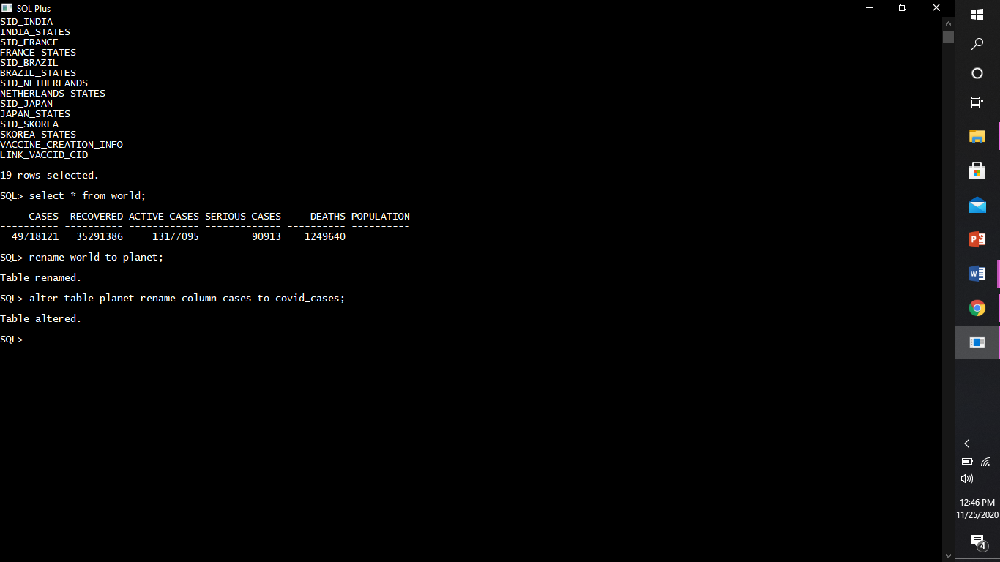 SQL Plus
SID_INDIA
INDIA_STATES
SID_FRANCE
FRANCE_STATES
SID_BRAZIL
BRAZIL_STATES
SID_NETHERLANDS
NETHERLANDS_STATES
SID_JAPAN
JAPAN_STATES
SID_SKOREA
SKOREA_STATES
VACCINE_CREATION_INFO
LINK_VACCID_CID
19 rows selected.
SQL> select * from world;
CASES RECOVERED ACTIVE_CASES SERIOUS_CASES DEATHS POPULATION
---------- ---------- ------------ ------------- ---------- ----------
49718121 35291386 13177095 90913 1249640
SQL> rename world to planet;
Table renamed.
SQL> alter table planet rename column cases to covid_cases;
Table altered.
SQL>
12:46 PM
11/25/2020
4